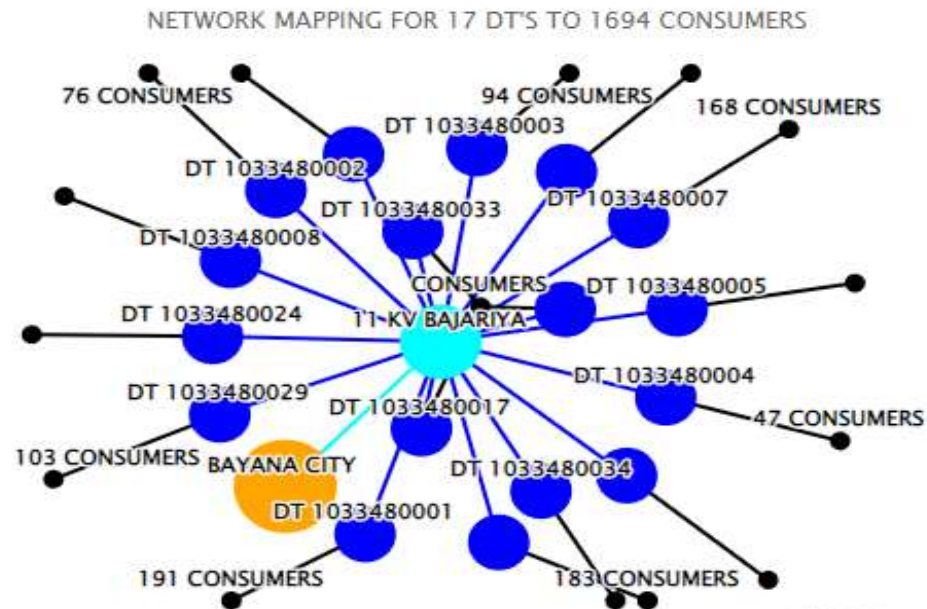 NETWORK MAPPING FOR 17 DT'S TO 1694 CONSUMERS
76 CONSUMERS
94 CONSUMERS
168 CONSUMERS
DT 1033480003
DT 1033480002
DT 1033480007
DT 1033480033
DT 1033480008
CONSUMERS
DT 1033480005
DT 1033480024
11 KV BAJARIYA
DT 1033480004
DT 1033480029
DT 1033480017
47 CONSUMERS
103 CONSUMERS
BAYANA CITY
DT 1033480034
DT 1033480001
191 CONSUMERS
183 CONSUMERS